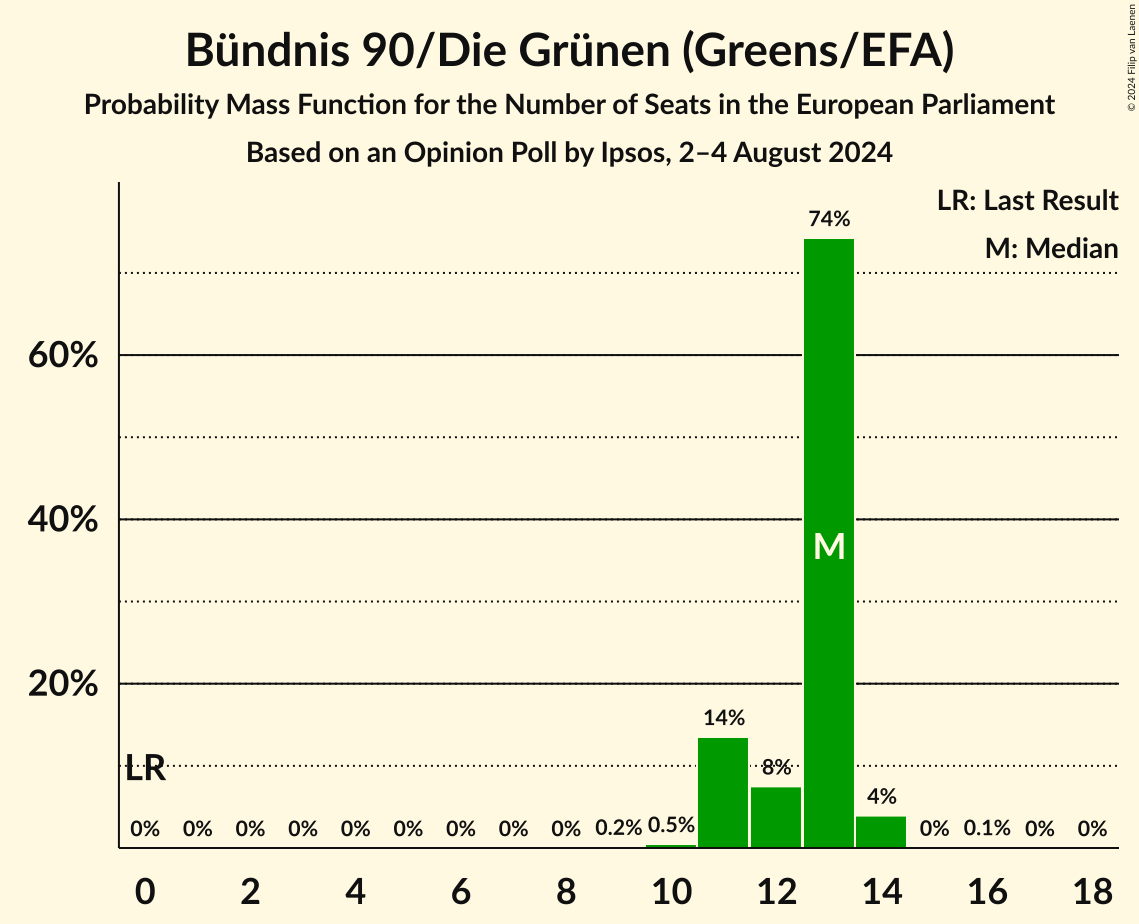 Bündnis 90/Die Grünen (Greens/EFA)
Probability Mass Function for the Number of Seats in the European Parliament
Based on an Opinion Poll by Ipsos, 2–4 August 2024
© 2024 Filip van Laenen
LR: Last Result
M: Median
74%
60%
40%
M
20%
14%
LR
8%
4%
0% 0% 0% 0% 0% 0% 0% 0% 0% 0.2% 0.5% 0% 0.1% 0% 0%
0 2 4 6 8 10 12 14 16 18